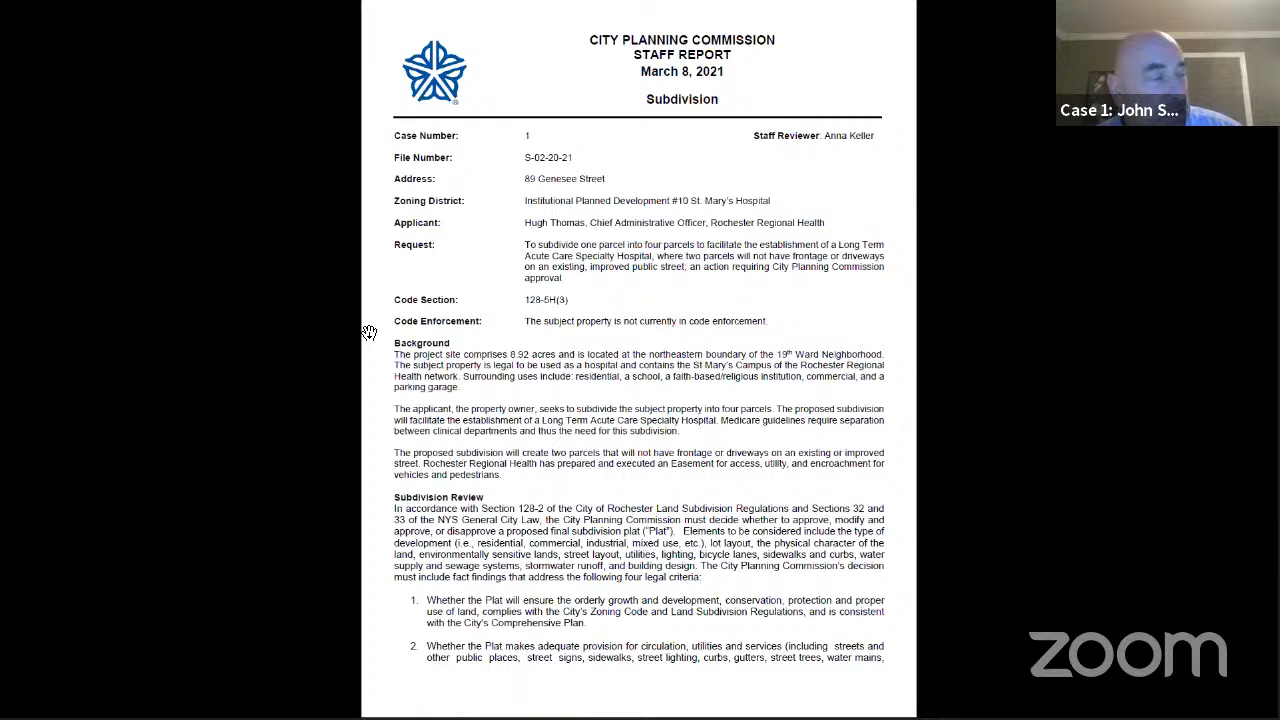 CITY PLANNING COMMISSION
STAFF REPORT
March 8, 2021
Subdivision
Case Number: 1 Staff Reviewer: Anna Keller
File Number: S-02-20-21
Address: 89 Genesee Street
Zoning District: Institutional Planned Development #10 St. Mary's Hospital
Applicant: Hugh Thomas, Chief Administrative Officer, Rochester Regional Health
Request: To subdivide one parcel into four parcels to facilitate the establishment of a Long Term
Acute Care Specialty Hospital, where two parcels will not have frontage or driveways
on an existing, improved public street; an action requiring City Planning Commission
approval.
Code Section: 128-5H(3)
Code Enforcement: The subject property is not currently in code enforcement.
Background
The project site comprises 8.92 acres and is located at the northeastern boundary of the 19th Ward Neighborhood.
The subject property is legal to be used as a hospital and contains the St Mary's Campus of the Rochester Regional
Health network. Surrounding uses include: residential, a school, a faith-based/religious institution, commercial, and a
parking garage.
The applicant, the property owner, seeks to subdivide the subject property into four parcels. The proposed subdivision
will facilitate the establishment of a Long Term Acute Care Specialty Hospital. Medicare guidelines require separation
between clinical departments and thus the need for this subdivision.
The proposed subdivision will create two parcels that will not have frontage or driveways on an existing or improved
street. Rochester Regional Health has prepared and executed an Easement for access, utility, and encroachment for
vehicles and pedestrians.
Subdivision Review
In accordance with Section 128-2 of the City of Rochester Land Subdivision Regulations and Sections 32 and
33 of the NYS General City Law, the City Planning Commission must decide whether to approve, modify and
approve, or disapprove a proposed final subdivision plat ("Plat"). Elements to be considered include the type of
development (i.e., residential, commercial, industrial, mixed use, etc.), lot layout, the physical character of the
land, environmentally sensitive lands, street layout, utilities, lighting, bicycle lanes, sidewalks and curbs, water
supply and sewage systems, stormwater runoff, and building design. The City Planning Commission's decision
must include fact findings that address the following four legal criteria:
1. Whether the Plat will ensure the orderly growth and development, conservation, protection and proper
use of land, complies with the City's Zoning Code and Land Subdivision Regulations, and is consistent
with the City's Comprehensive Plan.
2. Whether the Plat makes adequate provision for circulation, utilities and services (including streets and
other public places, street signs, sidewalks, street lighting, curbs, gutters, street trees, water mains,
Case 1: John S...
zoom